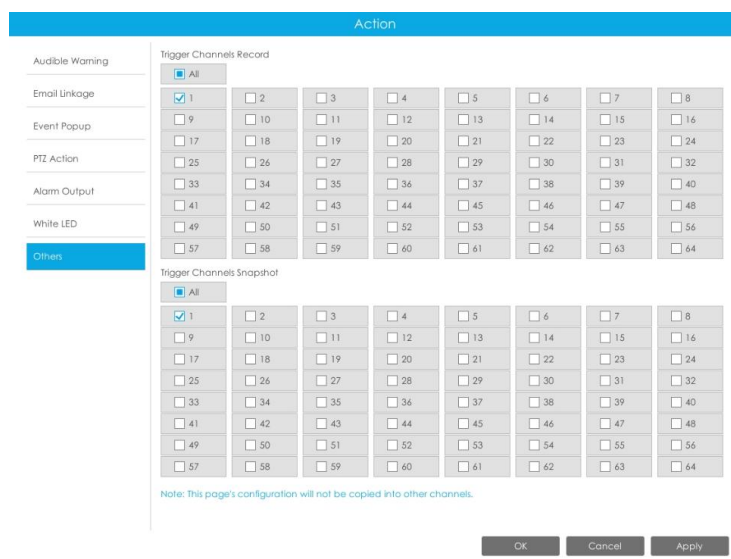 Action
Audible Warning
Email Linkage
Event Popup
PTZ Action
Alarm Output
White LED
Others
Trigger Channels Record
All
1 2 3 4 5 6 7 8
9 10 11 12 13 14 15 16
17 18 19 20 21 22 23 24
25 26 27 28 29 30 31 32
33 34 35 36 37 38 39 40
41 42 43 44 45 46 47 48
49 50 51 52 53 54 55 56
57 58 59 60 61 62 63 64
Trigger Channels Snapshot
All
1 2 3 4 5 6 7 8
9 10 11 12 13 14 15 16
17 18 19 20 21 22 23 24
25 26 27 28 29 30 31 32
33 34 35 36 37 38 39 40
41 42 43 44 45 46 47 48
49 50 51 52 53 54 55 56
57 58 59 60 61 62 63 64
Note: This page's configuration will not be copied into other channels.
OK Cancel Apply